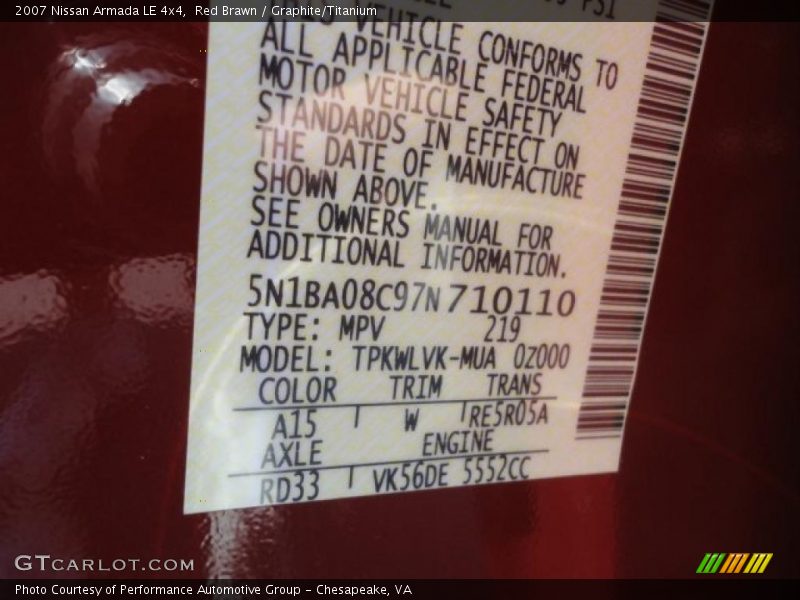 2007 Nissan Armada LE 4x4,  Red Brawn / Graphite/Titanium
PSI
VEHICLE CONFORMS TO
ALL APPLICABLE FEDERAL
MOTOR VEHICLE SAFETY
STANDARDS IN EFFECT ON
THE DATE OF MANUFACTURE
SHOWN ABOVE.
SEE OWNERS MANUAL FOR
ADDITIONAL INFORMATION.
5N1BA08C97N710110
TYPE: MPV 219
MODEL: TPKWLVK-MUA 0Z000
COLOR TRIM TRANS
A15 W RE5R05A
AXLE ENGINE
RD33 VK56DE 5552CC
GTCARLOT.COM
Photo Courtesy of Performance Automotive Group - Chesapeake, VA